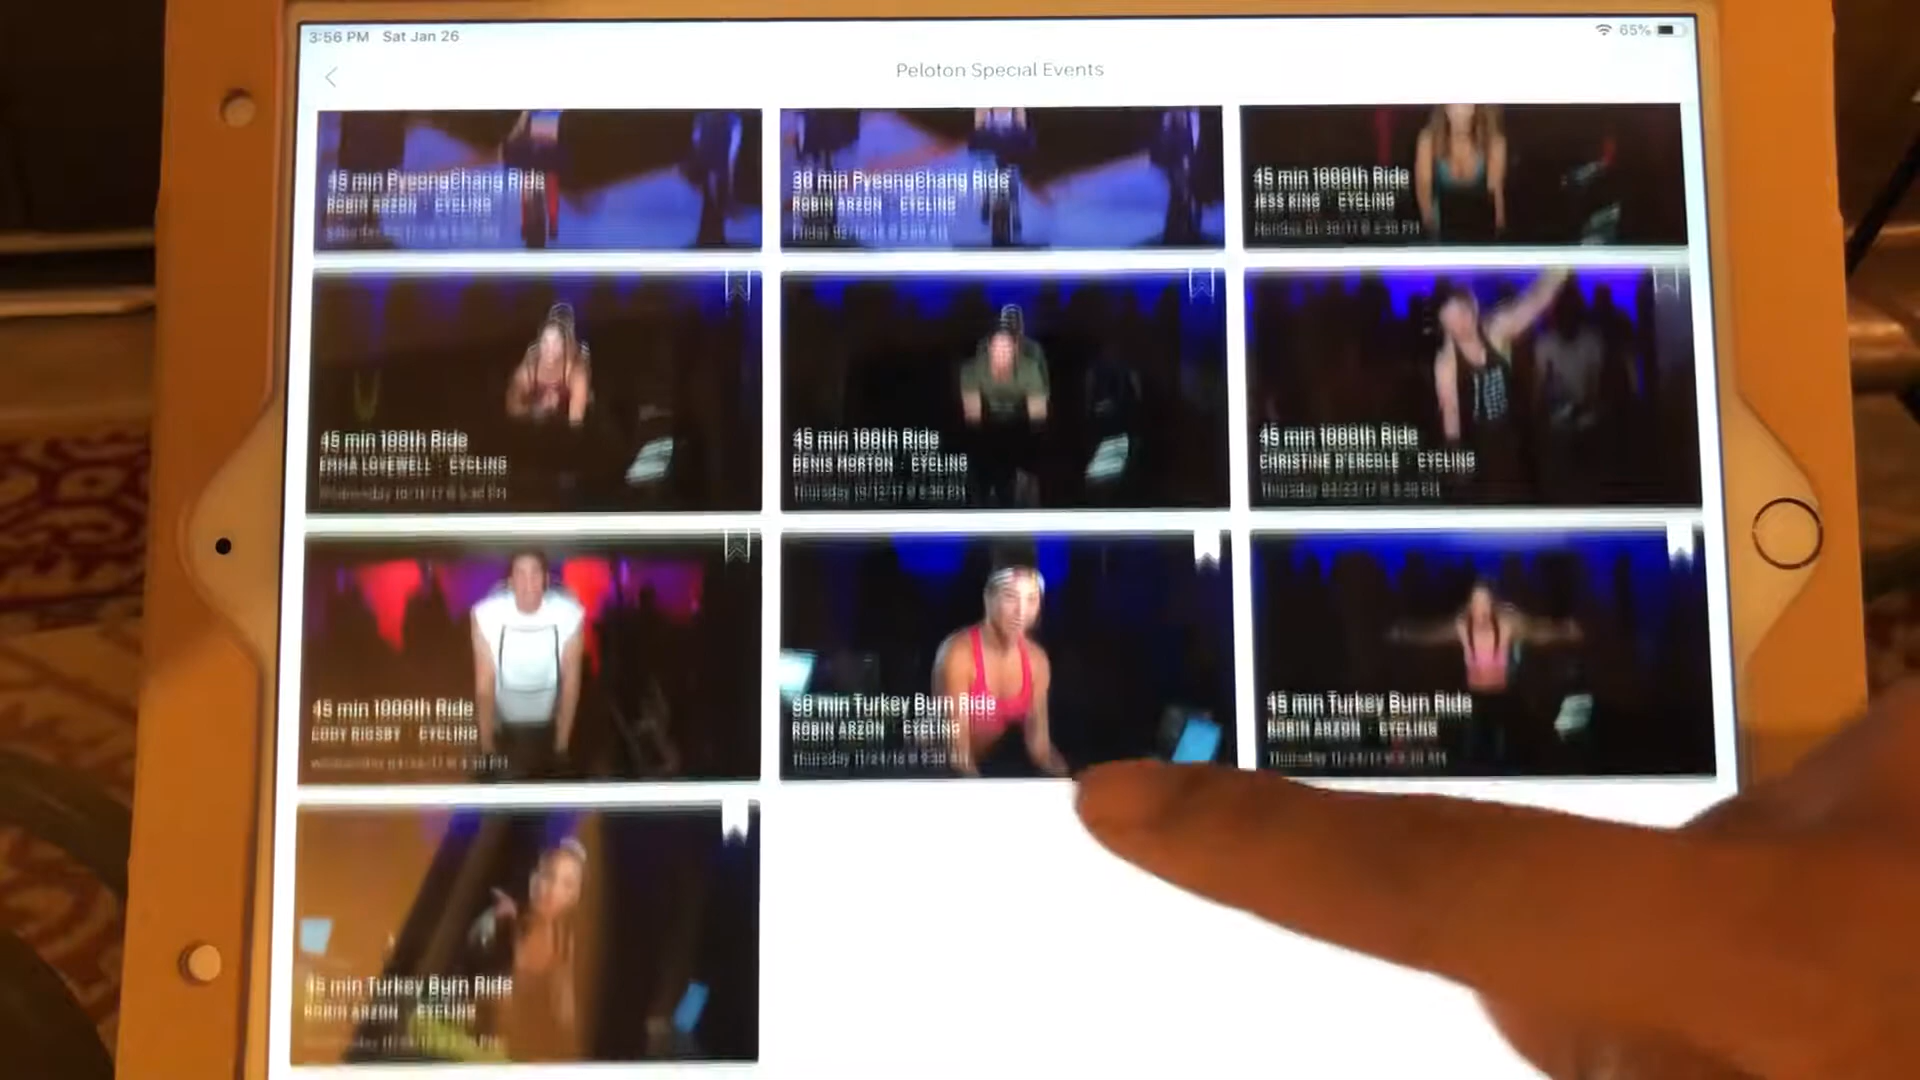 3:56 PM Sat Jan 26
65%
Peloton Special Events
45 min PyeongChang Ride
ROBIN ARZON · CYCLING
30 min PyeongChang Ride
ROBIN ARZON · CYCLING
45 min 1000th Ride
JESS KING · CYCLING
45 min 100th Ride
EMMA LOVEWELL · CYCLING
45 min 100th Ride
DENIS MORTON · CYCLING
45 min 1000th Ride
CHRISTINE D'ERCOLE · CYCLING
45 min 1000th Ride
CODY RIGSBY · CYCLING
min Turkey Burn Ride
ROBIN ARZON · CYCLING
Thursday
45 min Turkey Burn Ride
ROBIN ARZON · CYCLING
Thursday
45 min Turkey Burn Ride
ROBIN ARZON · CYCLING